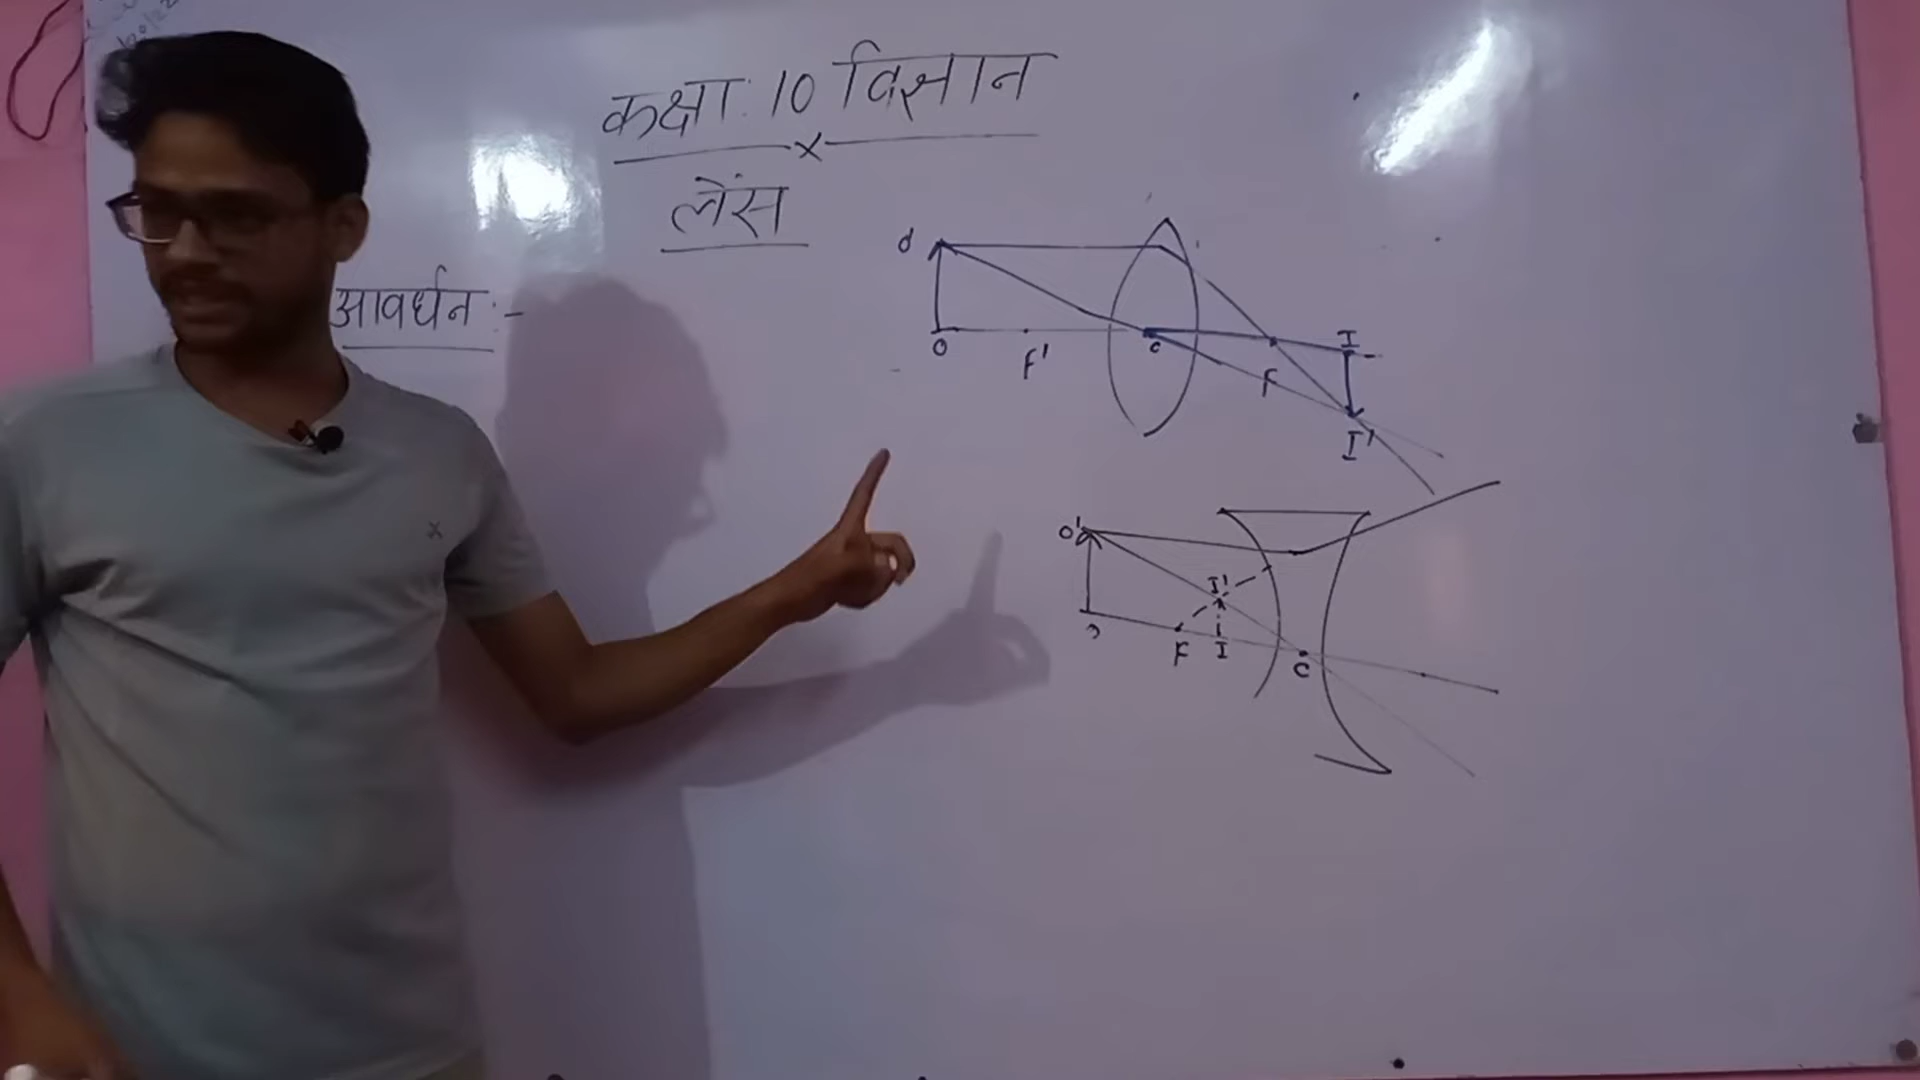 कक्षा: 10 विज्ञान
x
लेंस
आवर्धन :-
O F' C F I
I'
O'
I'
F I C